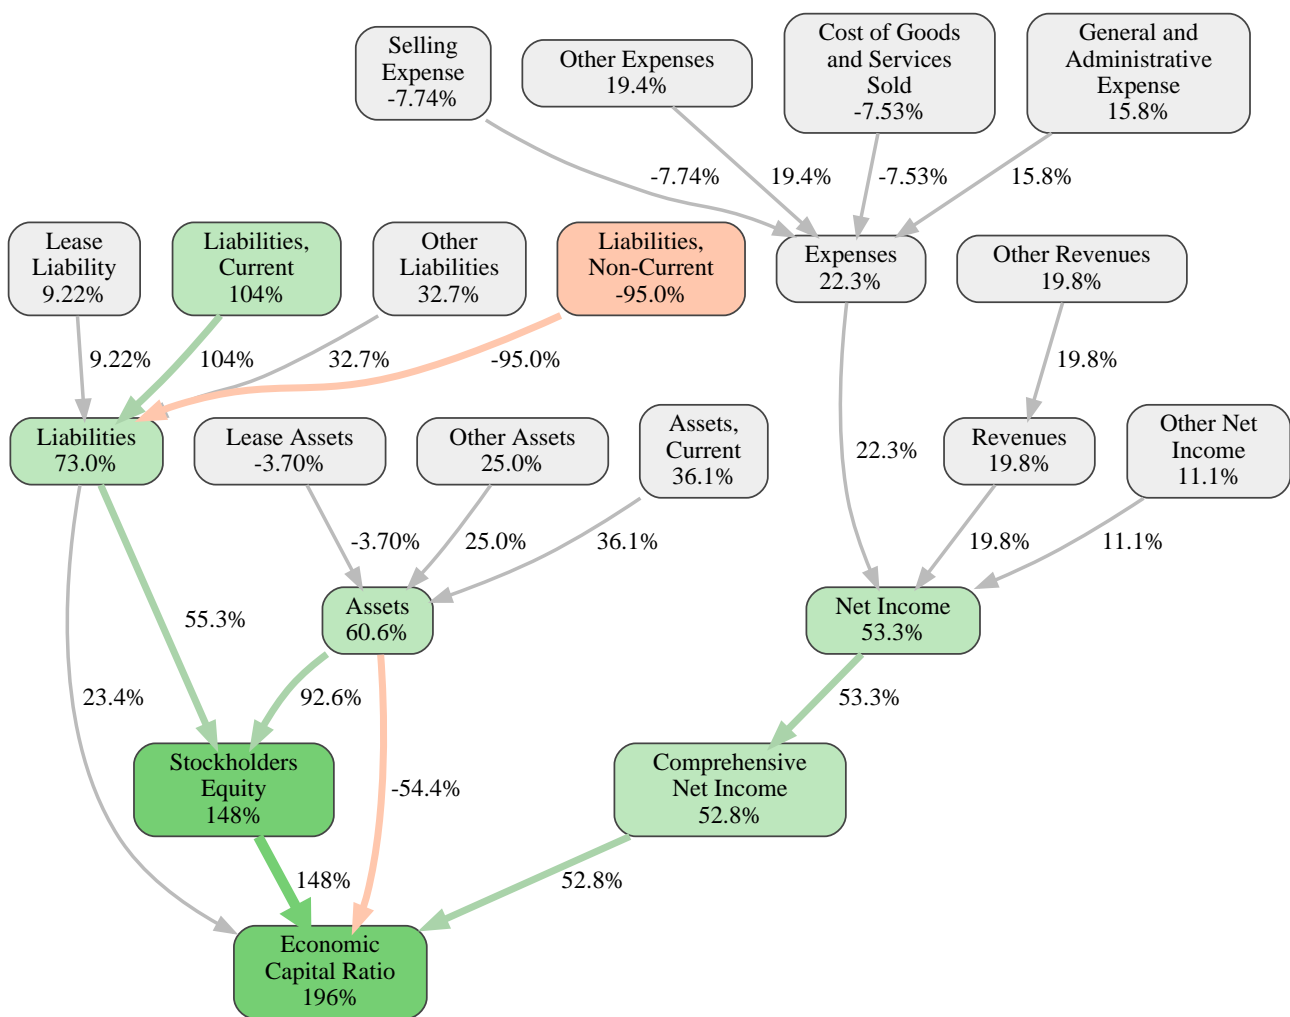 Selling
Expense
-7.74%
Other Expenses
19.4%
Cost of Goods
and Services
Sold
-7.53%
General and
Administrative
Expense
15.8%
-7.74%
19.4%
-7.53%
15.8%
Lease
Liability
9.22%
Liabilities,
Current
104%
Other
Liabilities
32.7%
Liabilities,
Non-Current
-95.0%
Expenses
22.3%
Other Revenues
19.8%
9.22%
104%
32.7%
-95.0%
19.8%
Liabilities
73.0%
Lease Assets
-3.70%
Other Assets
25.0%
Assets,
Current
36.1%
22.3%
Revenues
19.8%
Other Net
Income
11.1%
-3.70%
25.0%
36.1%
19.8%
11.1%
55.3%
Assets
60.6%
Net Income
53.3%
23.4%
92.6%
53.3%
Stockholders
Equity
148%
-54.4%
Comprehensive
Net Income
52.8%
148%
52.8%
Economic
Capital Ratio
196%